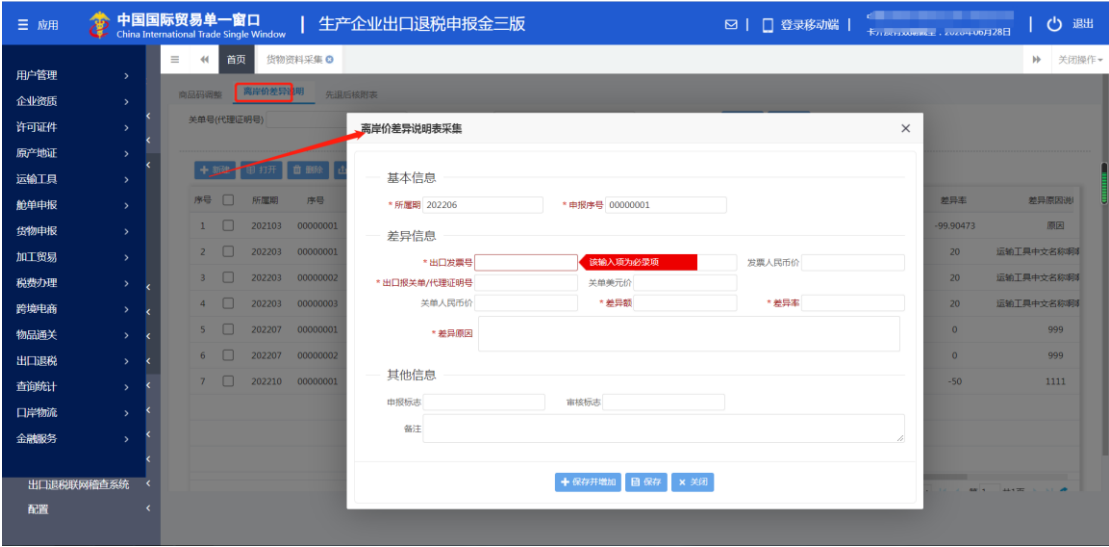 应用 中国国际贸易单一窗口 China International Trade Single Window 生产企业出口退税申报金三版 登录移动端 退出
首页 货物资料采集 关闭操作
用户管理
企业资质
许可证件
原产地证
运输工具
舱单申报
货物申报
加工贸易
税费办理
跨境电商
物品通关
出口退税
查询统计
口岸物流
金融服务
出口退税联网稽查系统
配置
商品码调整 离岸价差异说明 先退后核附表
关单号(代理证明号)
新建 打开 删除
序号 所属期 序号 差异率 差异原因说
1 202103 00000001 -99.90473 原因
2 202203 00000001 20 运输工具中文名称啊啊
3 202203 00000002 20 运输工具中文名称啊啊
4 202203 00000003 20 运输工具中文名称啊啊
5 202207 00000001 0 999
6 202207 00000002 0 999
7 202210 00000001 -50 1111
离岸价差异说明表采集 ×
基本信息
* 所属期 202206 * 申报序号 00000001
差异信息
* 出口发票号 该输入项为必录项 发票人民币价
* 出口报关单/代理证明号 关单美元价
关单人民币价 * 差异额 * 差异率
* 差异原因
其他信息
申报标志 审核标志
备注
保存并增加 保存 × 关闭